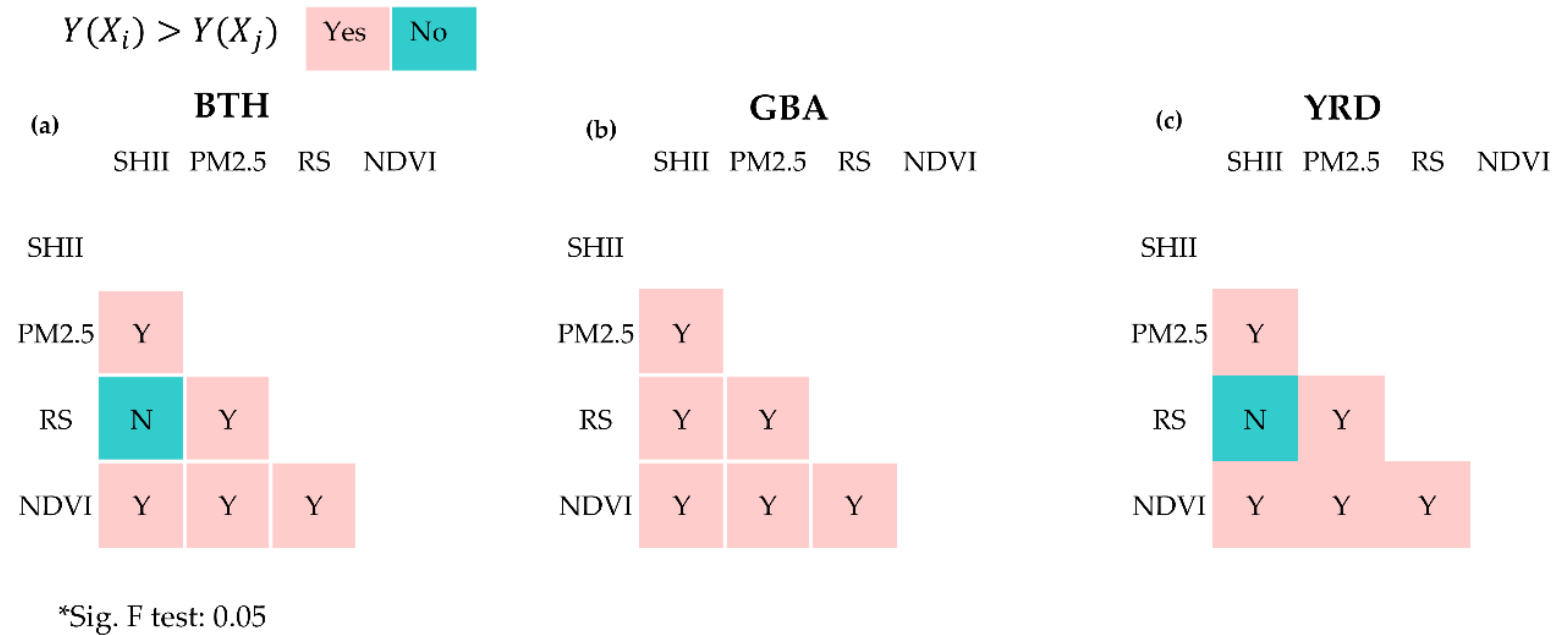 Y(Xᵢ) > Y(Xⱼ) Yes No
(a) BTH (b) GBA (c) YRD
SHII PM2.5 RS NDVI SHII PM2.5 RS NDVI SHII PM2.5 RS NDVI
SHII SHII SHII
PM2.5 Y PM2.5 Y PM2.5 Y
RS N Y RS Y Y RS N Y
NDVI Y Y Y NDVI Y Y Y NDVI Y Y Y
*Sig. F test: 0.05